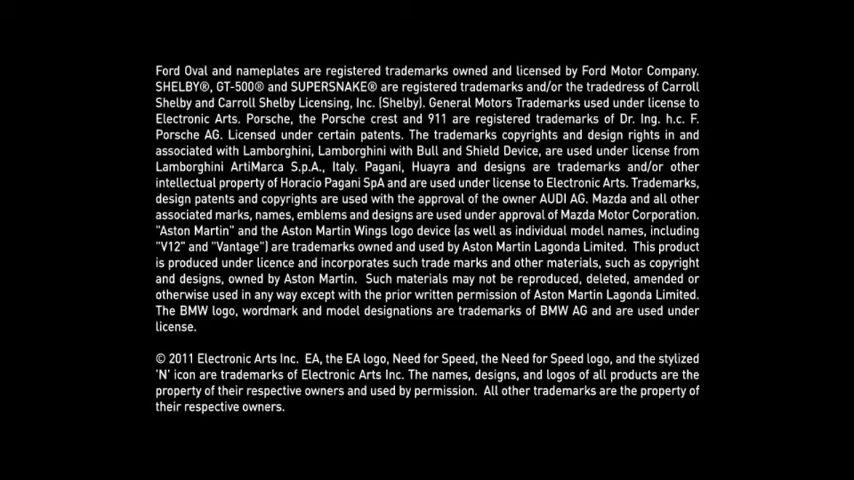 Ford Oval and nameplates are registered trademarks owned and licensed by Ford Motor Company.
SHELBY®, GT-500® and SUPERSNAKE® are registered trademarks and/or the tradedress of Carroll
Shelby and Carroll Shelby Licensing, Inc. (Shelby). General Motors Trademarks used under license to
Electronic Arts. Porsche, the Porsche crest and 911 are registered trademarks of Dr. Ing. h.c. F.
Porsche AG. Licensed under certain patents. The trademarks copyrights and design rights in and
associated with Lamborghini, Lamborghini with Bull and Shield Device, are used under license from
Lamborghini ArtiMarca S.p.A., Italy. Pagani, Huayra and designs are trademarks and/or other
intellectual property of Horacio Pagani SpA and are used under license to Electronic Arts. Trademarks,
design patents and copyrights are used with the approval of the owner AUDI AG. Mazda and all other
associated marks, names, emblems and designs are used under approval of Mazda Motor Corporation.
"Aston Martin" and the Aston Martin Wings logo device (as well as individual model names, including
"V12" and "Vantage") are trademarks owned and used by Aston Martin Lagonda Limited. This product
is produced under licence and incorporates such trade marks and other materials, such as copyright
and designs, owned by Aston Martin. Such materials may not be reproduced, deleted, amended or
otherwise used in any way except with the prior written permission of Aston Martin Lagonda Limited.
The BMW logo, wordmark and model designations are trademarks of BMW AG and are used under
license.
© 2011 Electronic Arts Inc. EA, the EA logo, Need for Speed, the Need for Speed logo, and the stylized
'N' icon are trademarks of Electronic Arts Inc. The names, designs, and logos of all products are the
property of their respective owners and used by permission. All other trademarks are the property of
their respective owners.